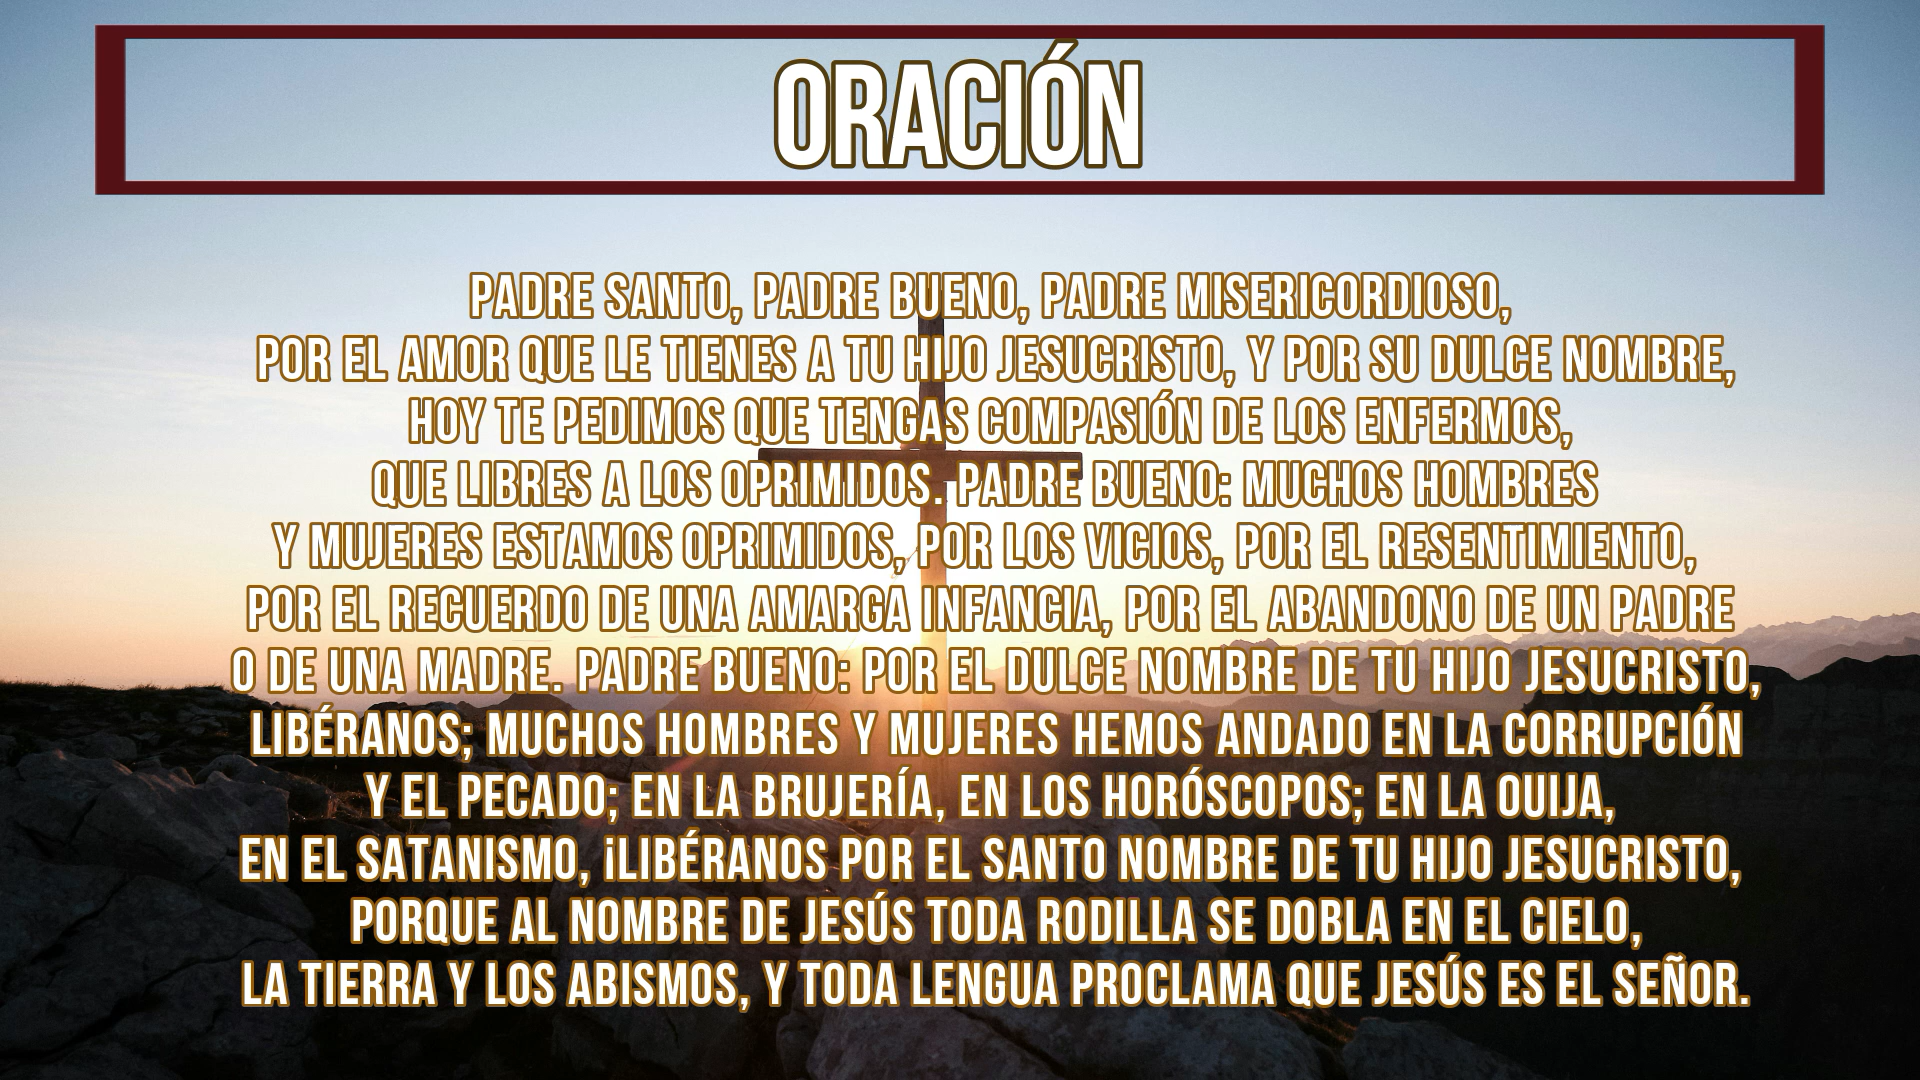 ORACIÓN
PADRE SANTO, PADRE BUENO, PADRE MISERICORDIOSO,
POR EL AMOR QUE LE TIENES A TU HIJO JESUCRISTO, Y POR SU DULCE NOMBRE,
HOY TE PEDIMOS QUE TENGAS COMPASIÓN DE LOS ENFERMOS,
QUE LIBRES A LOS OPRIMIDOS. PADRE BUENO: MUCHOS HOMBRES
Y MUJERES ESTAMOS OPRIMIDOS, POR LOS VICIOS, POR EL RESENTIMIENTO,
POR EL RECUERDO DE UNA AMARGA INFANCIA, POR EL ABANDONO DE UN PADRE
O DE UNA MADRE. PADRE BUENO: POR EL DULCE NOMBRE DE TU HIJO JESUCRISTO,
LIBÉRANOS; MUCHOS HOMBRES Y MUJERES HEMOS ANDADO EN LA CORRUPCIÓN
Y EL PECADO; EN LA BRUJERÍA, EN LOS HORÓSCOPOS; EN LA OUIJA,
EN EL SATANISMO, ¡LIBÉRANOS POR EL SANTO NOMBRE DE TU HIJO JESUCRISTO,
PORQUE AL NOMBRE DE JESÚS TODA RODILLA SE DOBLA EN EL CIELO,
LA TIERRA Y LOS ABISMOS, Y TODA LENGUA PROCLAMA QUE JESÚS ES EL SEÑOR.